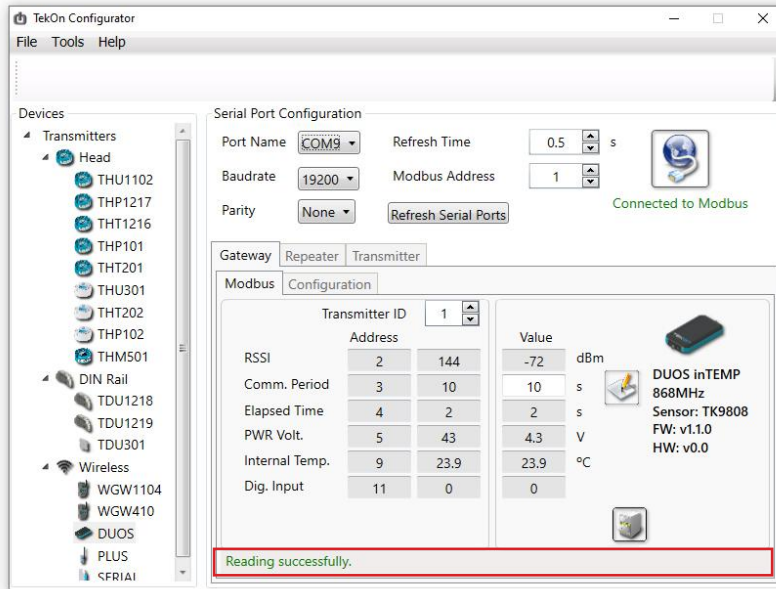 TekOn Configurator
File Tools Help
Devices
Transmitters
Head
THU1102
THP1217
THT1216
THP101
THT201
THU301
THT202
THP102
THM501
DIN Rail
TDU1218
TDU1219
TDU301
Wireless
WGW1104
WGW410
DUOS
PLUS
SERIAL
Serial Port Configuration
Port Name COM9 Refresh Time 0.5 s
Baudrate 19200 Modbus Address 1
Connected to Modbus
Parity None Refresh Serial Ports
Gateway Repeater Transmitter
Modbus Configuration
Transmitter ID 1
Address Value
RSSI 2 144 -72 dBm
Comm. Period 3 10 10 s
Elapsed Time 4 2 2 s
PWR Volt. 5 43 4.3 V
Internal Temp. 9 23.9 23.9 ºC
Dig. Input 11 0 0
DUOS inTEMP
868MHz
Sensor: TK9808
FW: v1.1.0
HW: v0.0
Reading successfully.